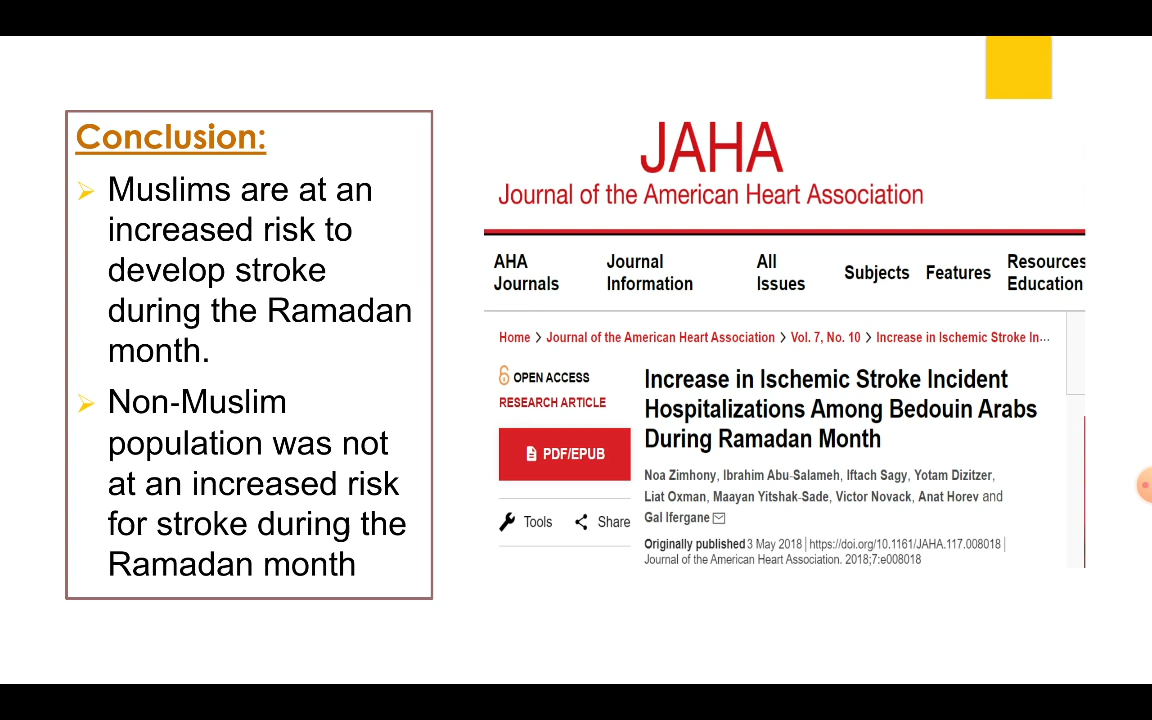 Conclusion:
Muslims are at an
increased risk to
develop stroke
during the Ramadan
month.
Non-Muslim
population was not
at an increased risk
for stroke during the
Ramadan month
JAHA
Journal of the American Heart Association
AHA
Journals
Journal
Information
All
Issues
Subjects
Features
Resources
Education
Home > Journal of the American Heart Association > Vol. 7, No. 10 > Increase in Ischemic Stroke In...
OPEN ACCESS
RESEARCH ARTICLE
PDF/EPUB
Tools
Share
Increase in Ischemic Stroke Incident
Hospitalizations Among Bedouin Arabs
During Ramadan Month
Noa Zimhony, Ibrahim Abu-Salameh, Iftach Sagy, Yotam Dizitzer,
Liat Oxman, Maayan Yitshak-Sade, Victor Novack, Anat Horev and
Gal Ifergane
Originally published 3 May 2018 | https://doi.org/10.1161/JAHA.117.008018 |
Journal of the American Heart Association. 2018;7:e008018